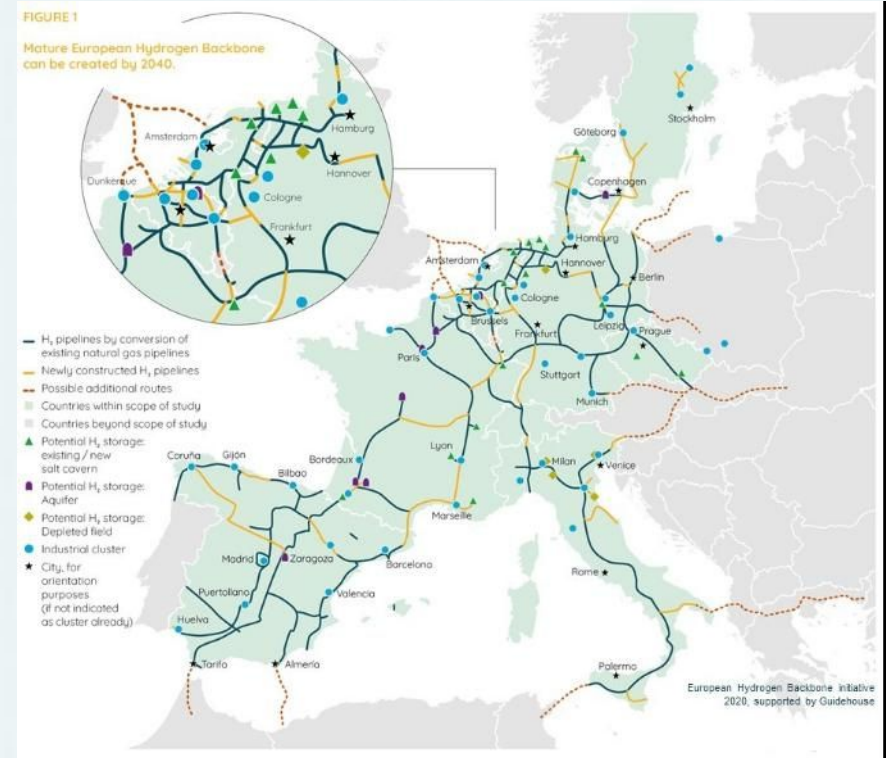 FIGURE 1
Mature European Hydrogen Backbone
can be created by 2040.
Amsterdam
Hamburg
Hannover
Dunkerque
Cologne
Frankfurt
H₂ pipelines by conversion of
existing natural gas pipelines
Newly constructed H₂ pipelines
Possible additional routes
Countries within scope of study
Countries beyond scope of study
Potential H₂ storage:
existing / new
salt cavern
Potential H₂ storage:
Aquifer
Potential H₂ storage:
Depleted field
Industrial cluster
City, for
orientation
purposes
(if not indicated
as cluster already)
Stockholm
Göteborg
Copenhagen
Hamburg
Amsterdam
Hannover
Berlin
Cologne
Brussels
Leipzig
Prague
Frankfurt
Paris
Stuttgart
Munich
Lyon
Milan
Venice
Coruña
Gijón
Bilbao
Bordeaux
Marseille
Madrid
Zaragoza
Barcelona
Puertollano
Valencia
Huelva
Rome
Tarifa
Almería
Palermo
European Hydrogen Backbone initiative
2020, supported by Guidehouse